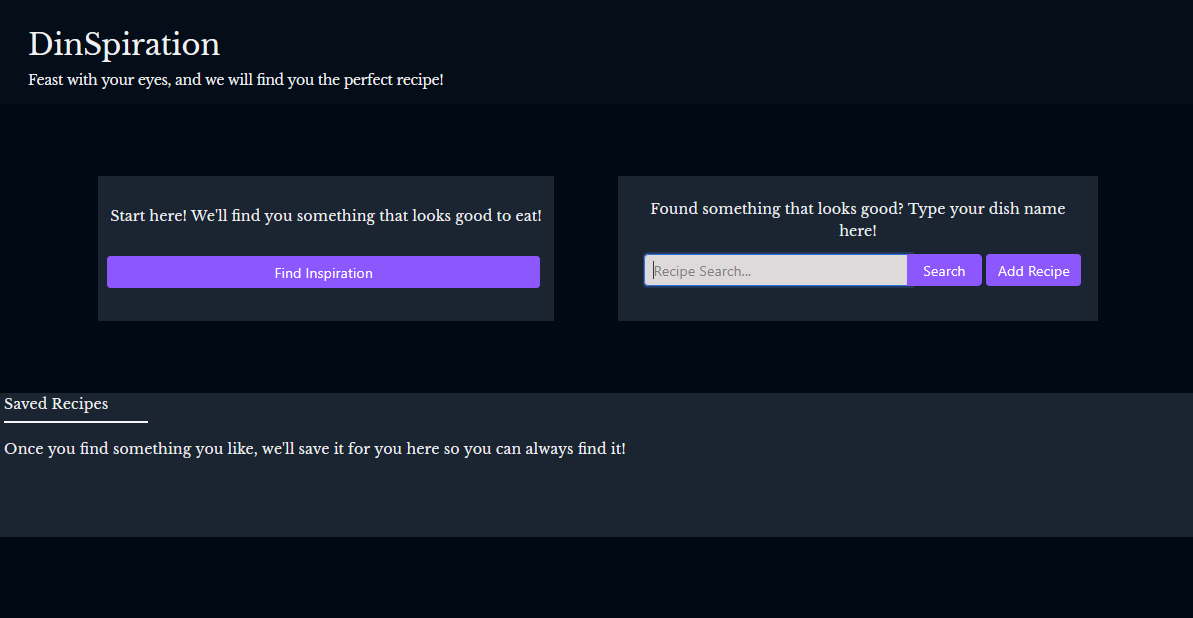 DinSpiration
Feast with your eyes, and we will find you the perfect recipe!
Start here! We'll find you something that looks good to eat!
Find Inspiration
Found something that looks good? Type your dish name
here!
Recipe Search...
Search
Add Recipe
Saved Recipes
Once you find something you like, we'll save it for you here so you can always find it!